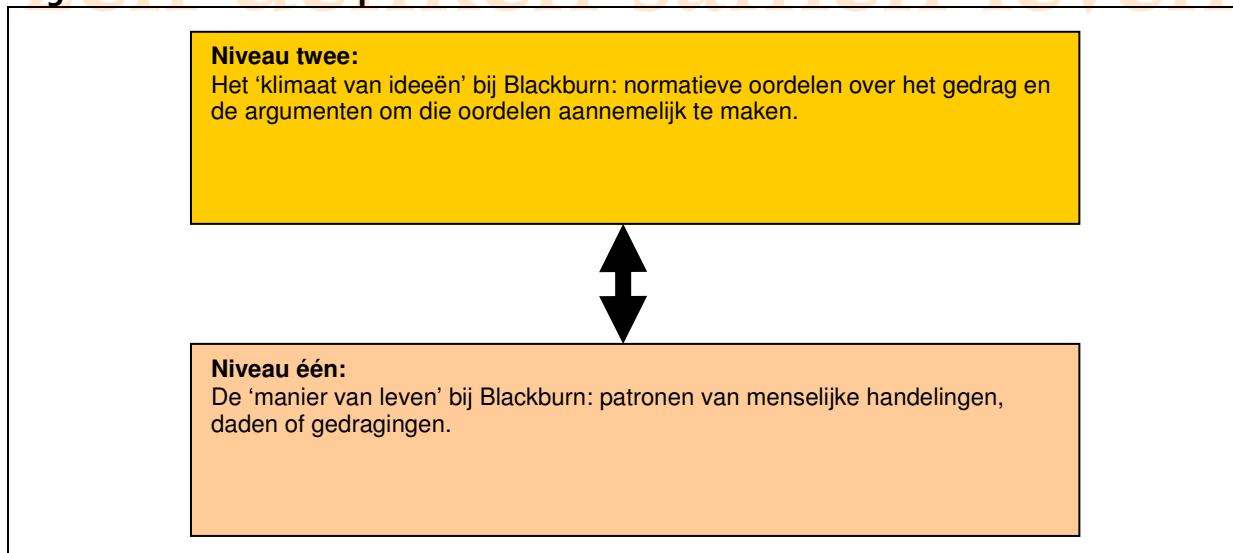 Niveau twee:
Het ‘klimaat van ideeën’ bij Blackburn: normatieve oordelen over het gedrag en
de argumenten om die oordelen aannemelijk te maken.
Niveau één:
De ‘manier van leven’ bij Blackburn: patronen van menselijke handelingen,
daden of gedragingen.